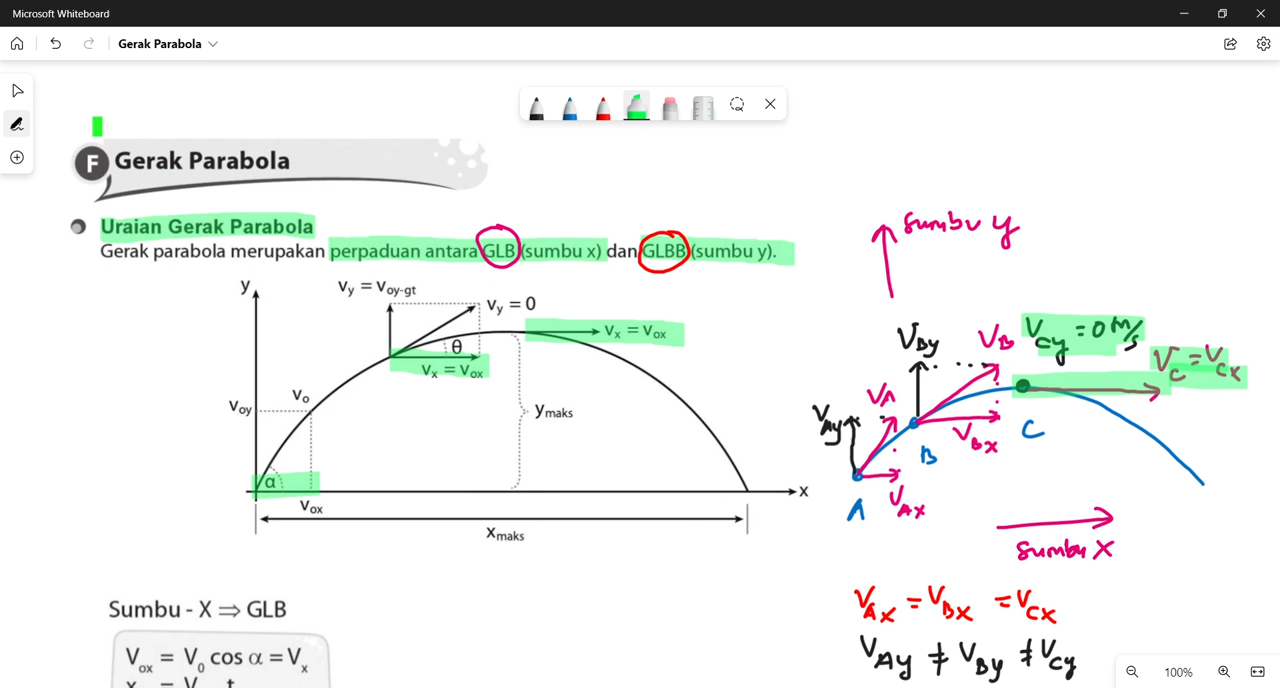 Microsoft Whiteboard
Gerak Parabola
F Gerak Parabola
Uraian Gerak Parabola
Gerak parabola merupakan perpaduan antara GLB (sumbu x) dan GLBB (sumbu y).
y
Vy = Voy-gt
Vy = 0
Vx = Vox
θ
Vx = Vox
Vo
Voy
ymaks
α
Vox
x
xmaks
Sumbu - X ⇒ GLB
Vox = V0 cos α = Vx
sumbu y
VBy
VB
VCy = 0 m/s
VC = VCx
VA
VAy
VBx
C
B
A
VAx
sumbu X
VAx = VBx = VCx
VAy ≠ VBy ≠ VCy
100%